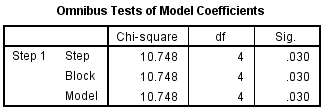 Omnibus Tests of Model Coefficients
Chi-square df Sig.
Step 1 Step 10.748 4 .030
Block 10.748 4 .030
Model 10.748 4 .030